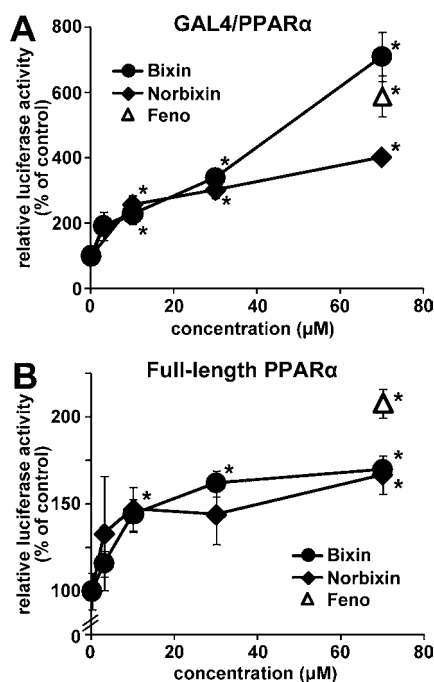 A
GAL4/PPARα
relative luciferase activity
(% of control)
800
600
400
200
0
Bixin
Norbixin
Feno
*
*
*
*
*
*
*
0 20 40 60 80
concentration (µM)
B
Full-length PPARα
relative luciferase activity
(% of control)
200
150
100
0
*
*
*
*
*
Bixin
Norbixin
Feno
0 20 40 60 80
concentration (µM)